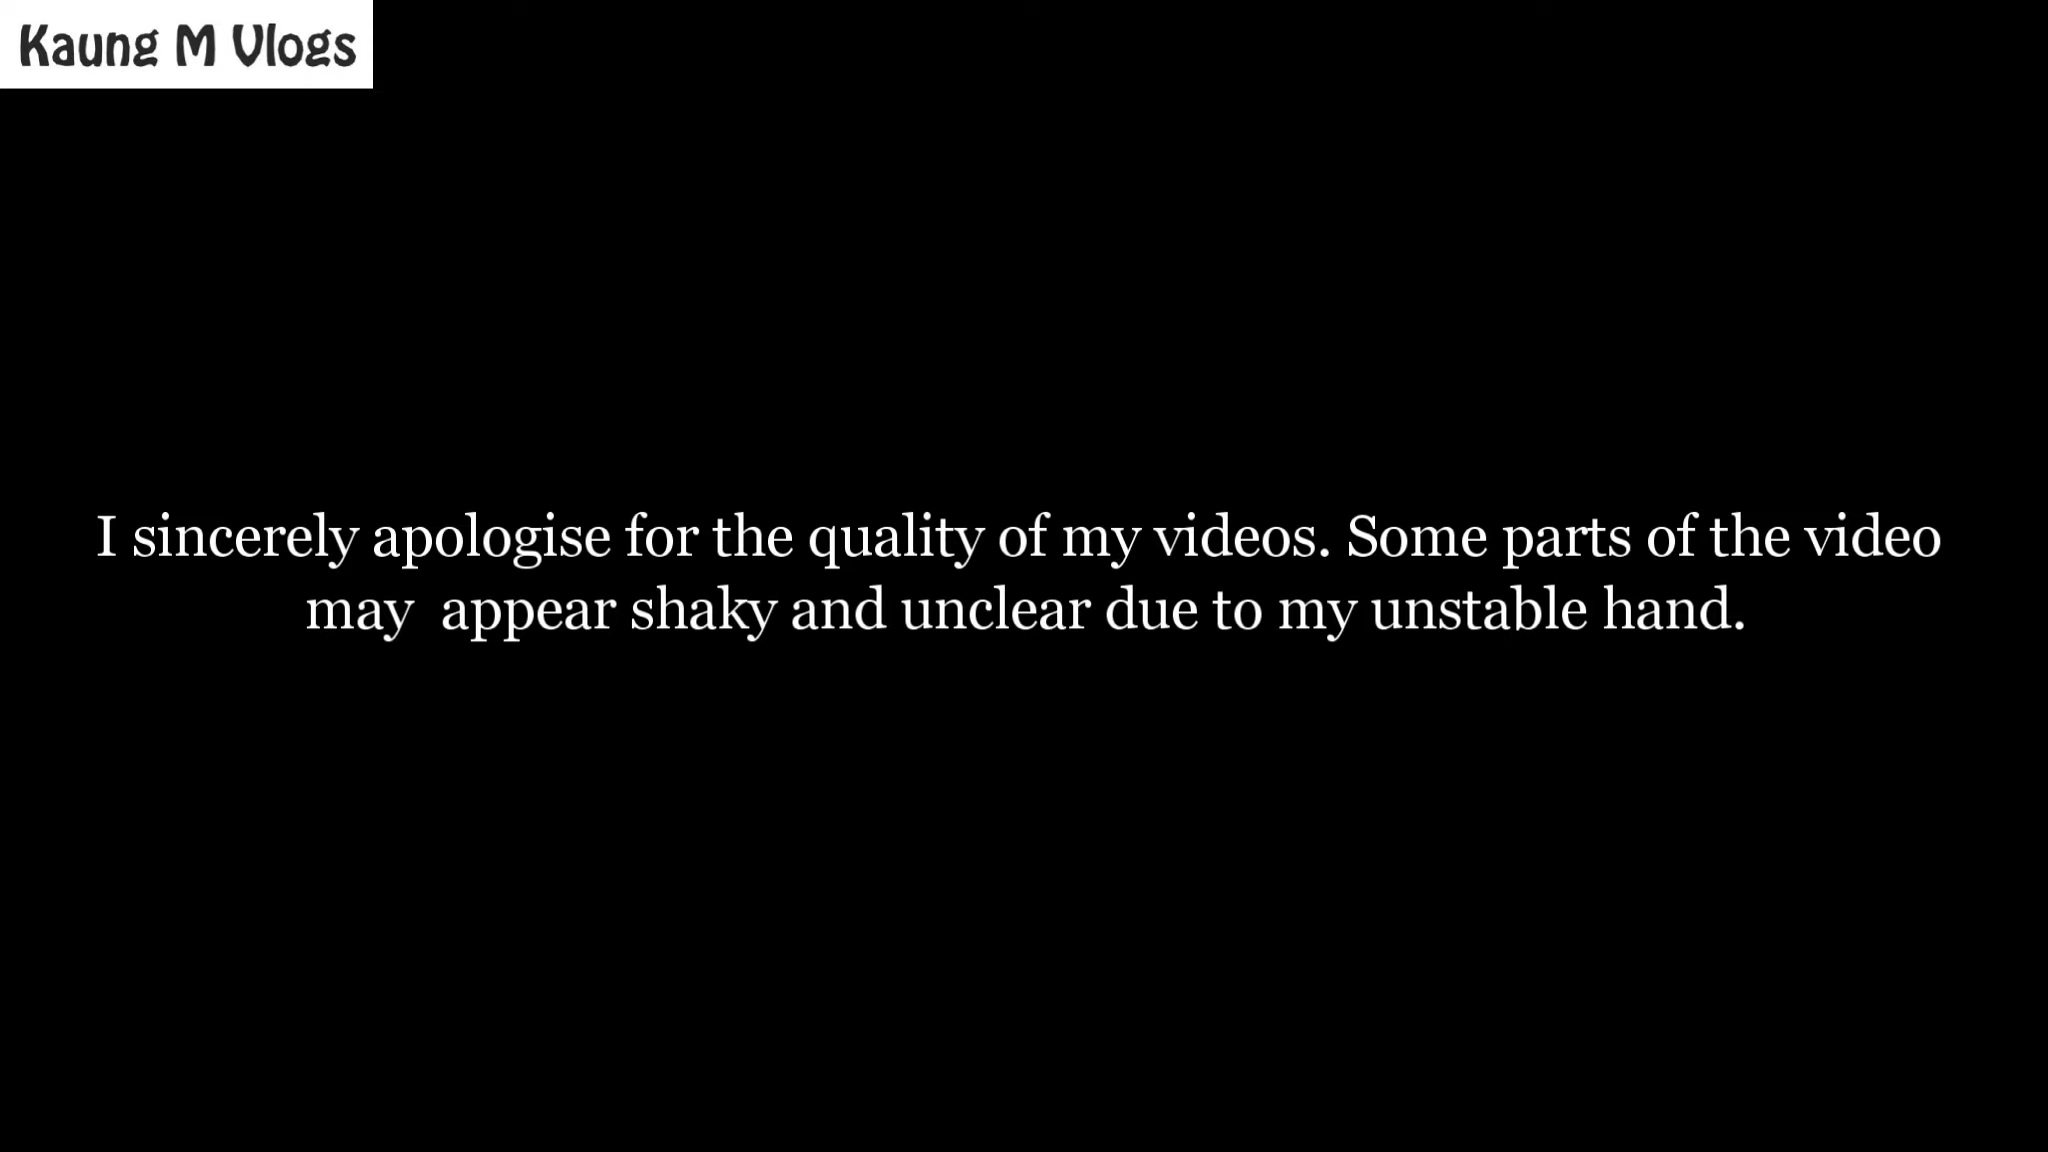 Kaung M Vlogs
I sincerely apologise for the quality of my videos. Some parts of the video
may  appear shaky and unclear due to my unstable hand.